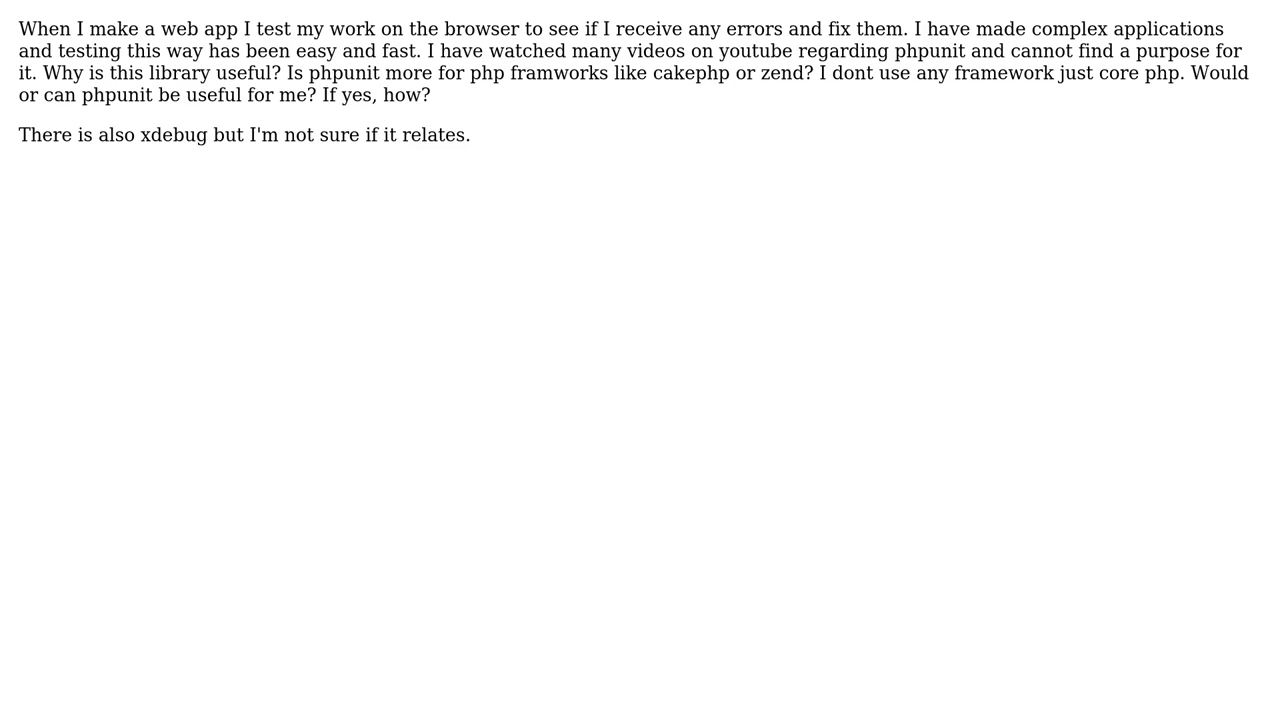 When I make a web app I test my work on the browser to see if I receive any errors and fix them. I have made complex applications
and testing this way has been easy and fast. I have watched many videos on youtube regarding phpunit and cannot find a purpose for
it. Why is this library useful? Is phpunit more for php framworks like cakephp or zend? I dont use any framework just core php. Would
or can phpunit be useful for me? If yes, how?
There is also xdebug but I'm not sure if it relates.